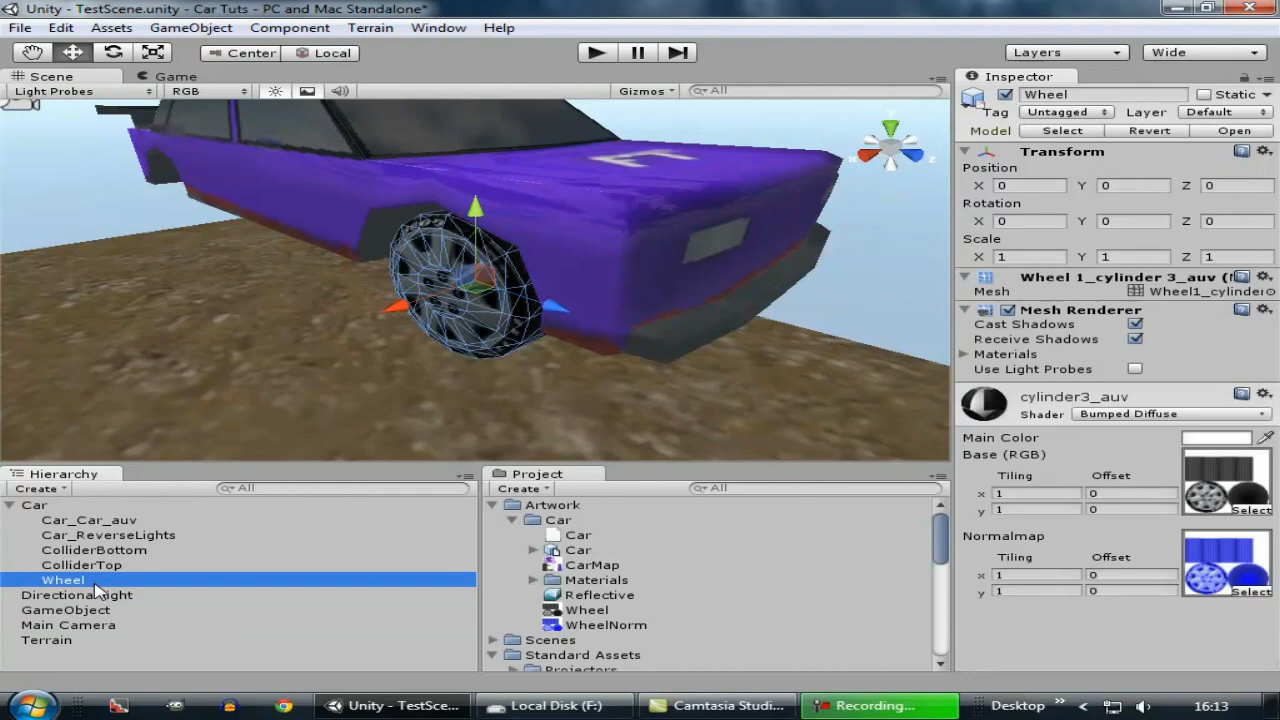 Unity - TestScene.unity - Car Tuts - PC and Mac Standalone*
File Edit Assets GameObject Component Terrain Window Help
Center Local Layers Wide
Scene Game
Light Probes RGB Gizmos All
Inspector
Wheel Static
Tag Untagged Layer Default
Model Select Revert Open
Transform
Position
X 0 Y 0 Z 0
Rotation
X 0 Y 0 Z 0
Scale
X 1 Y 1 Z 1
Wheel 1_cylinder 3_auv (
Mesh Wheel1_cylinder
Mesh Renderer
Cast Shadows
Receive Shadows
Materials
Use Light Probes
cylinder3_auv
Shader Bumped Diffuse
Main Color
Base (RGB)
Tiling Offset
x 1 0
y 1 0
Select
Normalmap
Tiling Offset
x 1 0
y 1 0
Select
Hierarchy
Create All
Car
Car_Car_auv
Car_ReverseLights
ColliderBottom
ColliderTop
Wheel
Directional light
GameObject
Main Camera
Terrain
Project
Create All
Artwork
Car
Car
Car
CarMap
Materials
Reflective
Wheel
WheelNorm
Scenes
Standard Assets
Projectors
Unity - TestSce... Local Disk (F:) Camtasia Studi... Recording... Desktop 16:13